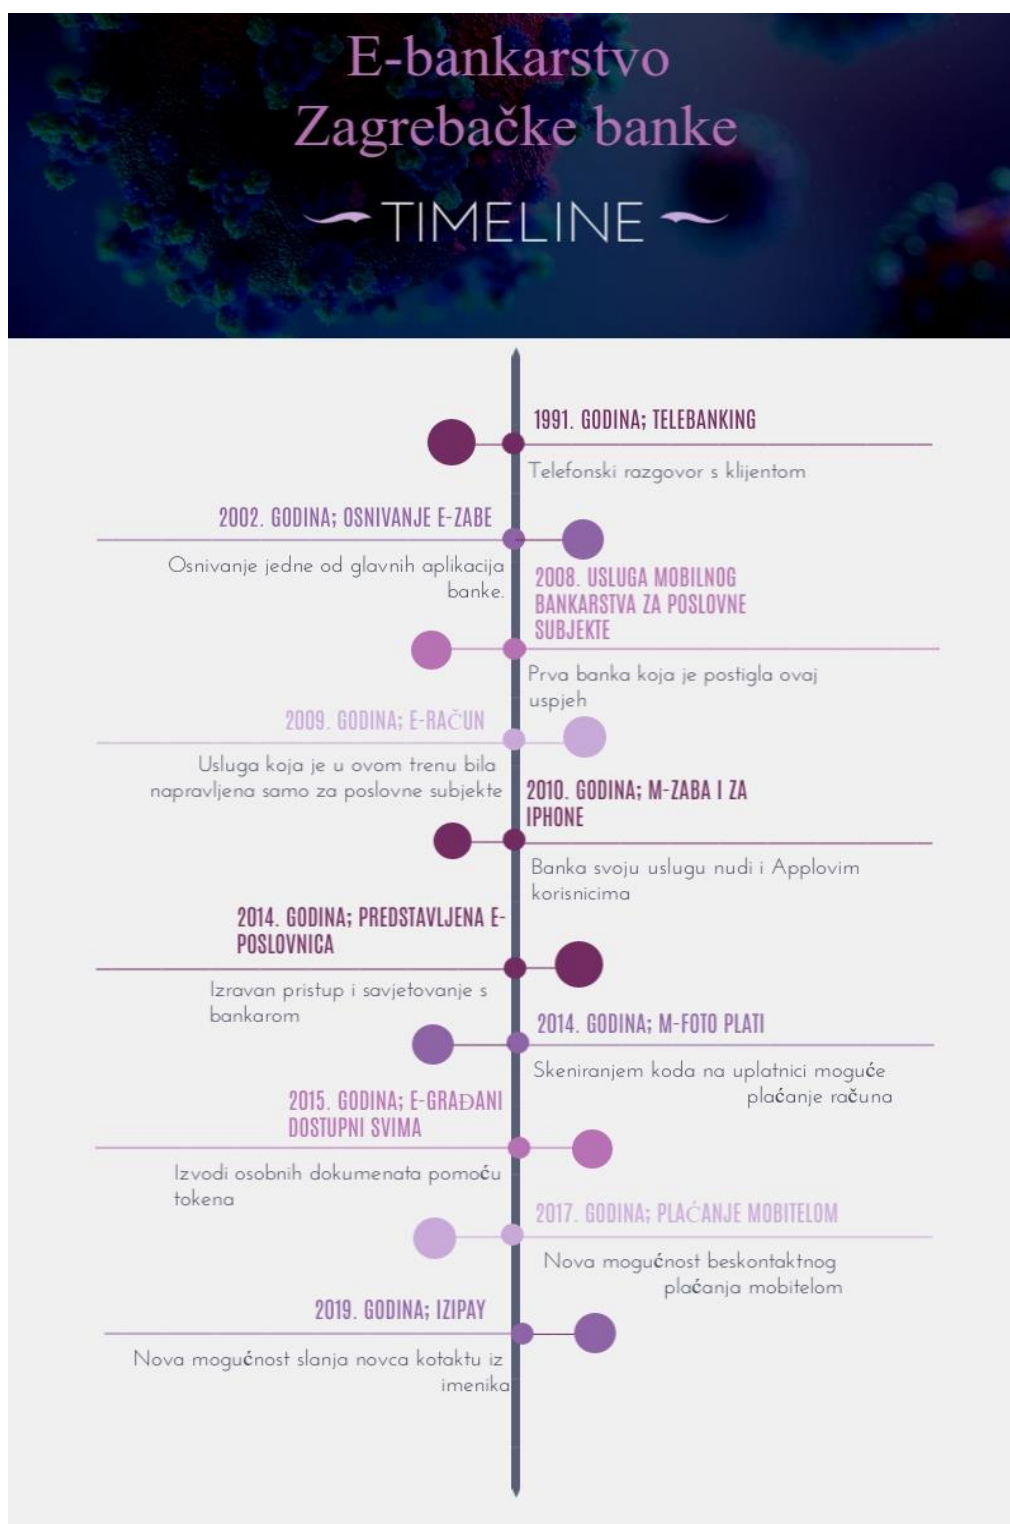 E-bankarstvo
Zagrebačke banke
TIMELINE
1991. GODINA; TELEBANKING
Telefonski razgovor s klijentom
2002. GODINA; OSNIVANJE E-ZABE
Osnivanje jedne od glavnih aplikacija
banke.
2008. USLUGA MOBILNOG
BANKARSTVA ZA POSLOVNE
SUBJEKTE
Prva banka koja je postigla ovaj
uspjeh
2009. GODINA; E-RAČUN
Usluga koja je u ovom trenu bila
napravljena samo za poslovne subjekte
2010. GODINA; M-ZABA I ZA
IPHONE
Banka svoju uslugu nudi i Applovim
korisnicima
2014. GODINA; PREDSTAVLJENA E-
POSLOVNICA
Izravan pristup i savjetovanje s
bankarom
2014. GODINA; M-FOTO PLATI
Skeniranjem koda na uplatnici moguće
plaćanje računa
2015. GODINA; E-GRAĐANI
DOSTUPNI SVIMA
Izvodi osobnih dokumenata pomoću
tokena
2017. GODINA; PLAĆANJE MOBITELOM
Nova mogućnost beskontaktnog
plaćanja mobitelom
2019. GODINA; IZIPAY
Nova mogućnost slanja novca kotaktu iz
imenika